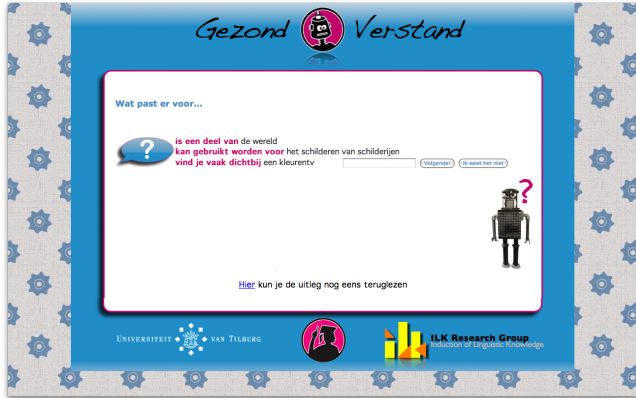 Gezond Verstand
Wat past er voor...
?
is een deel van de wereld
kan gebruikt worden voor het schilderen van schilderijen
vind je vaak dichtbij een kleurentv
Volgende! Ik weet het niet
?
Hier kun je de uitleg nog eens teruglezen
UNIVERSITEIT VAN TILBURG
ILK Research Group
Induction of Linguistic Knowledge